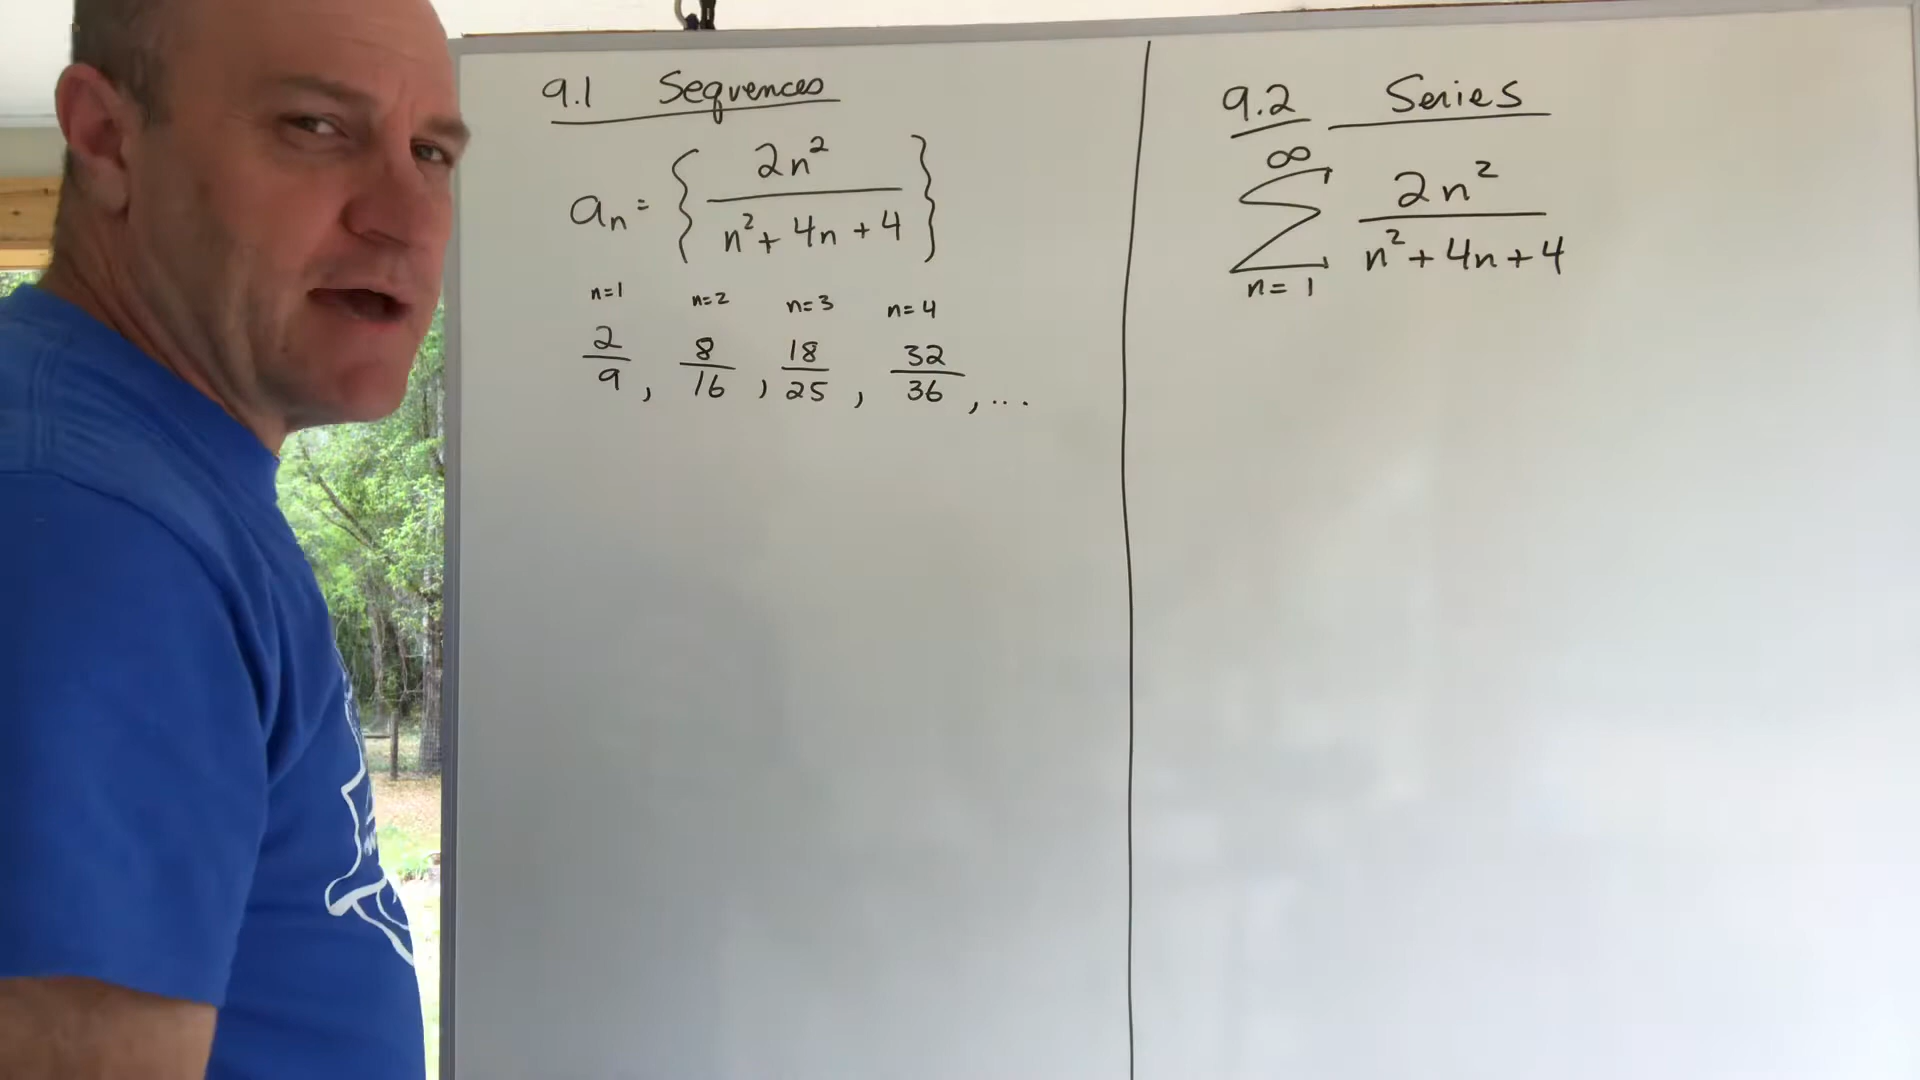 9.1 Sequences
aₙ = { 2n² / (n² + 4n + 4) }
n=1 n=2 n=3 n=4
2/9 , 8/16 , 18/25 , 32/36 , ...
9.2 Series
∞
∑ 2n² / (n² + 4n + 4)
n = 1